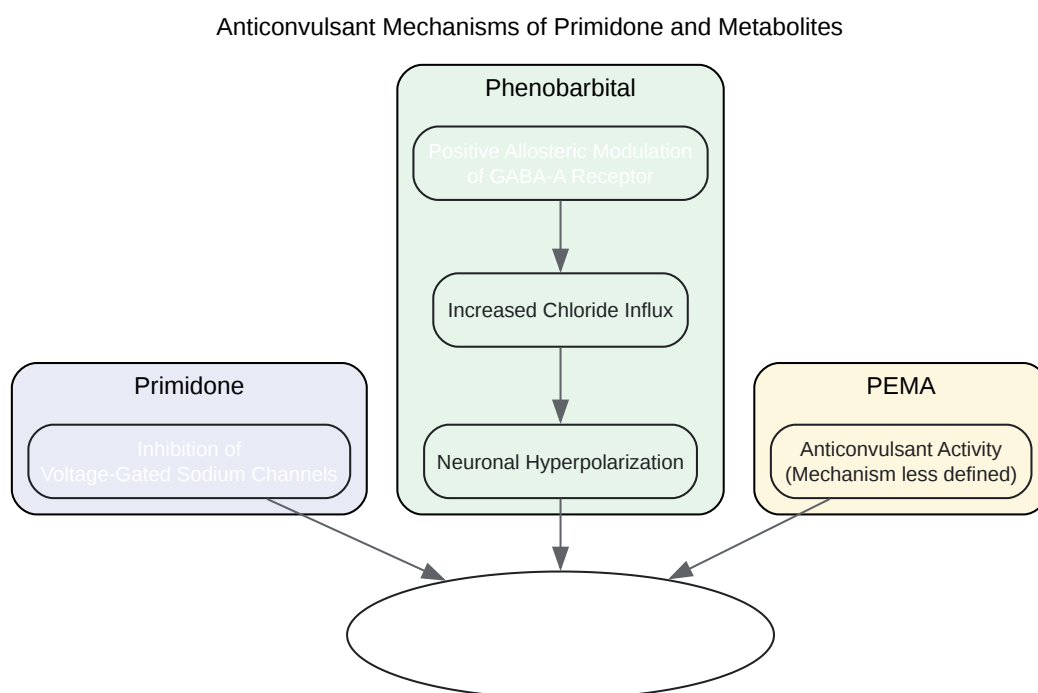 Anticonvulsant Mechanisms of Primidone and Metabolites
Phenobarbital
Positive Allosteric Modulation
of GABA-A Receptor
Increased Chloride Influx
Primidone
Inhibition of
Voltage-Gated Sodium Channels
Neuronal Hyperpolarization
PEMA
Anticonvulsant Activity
(Mechanism less defined)